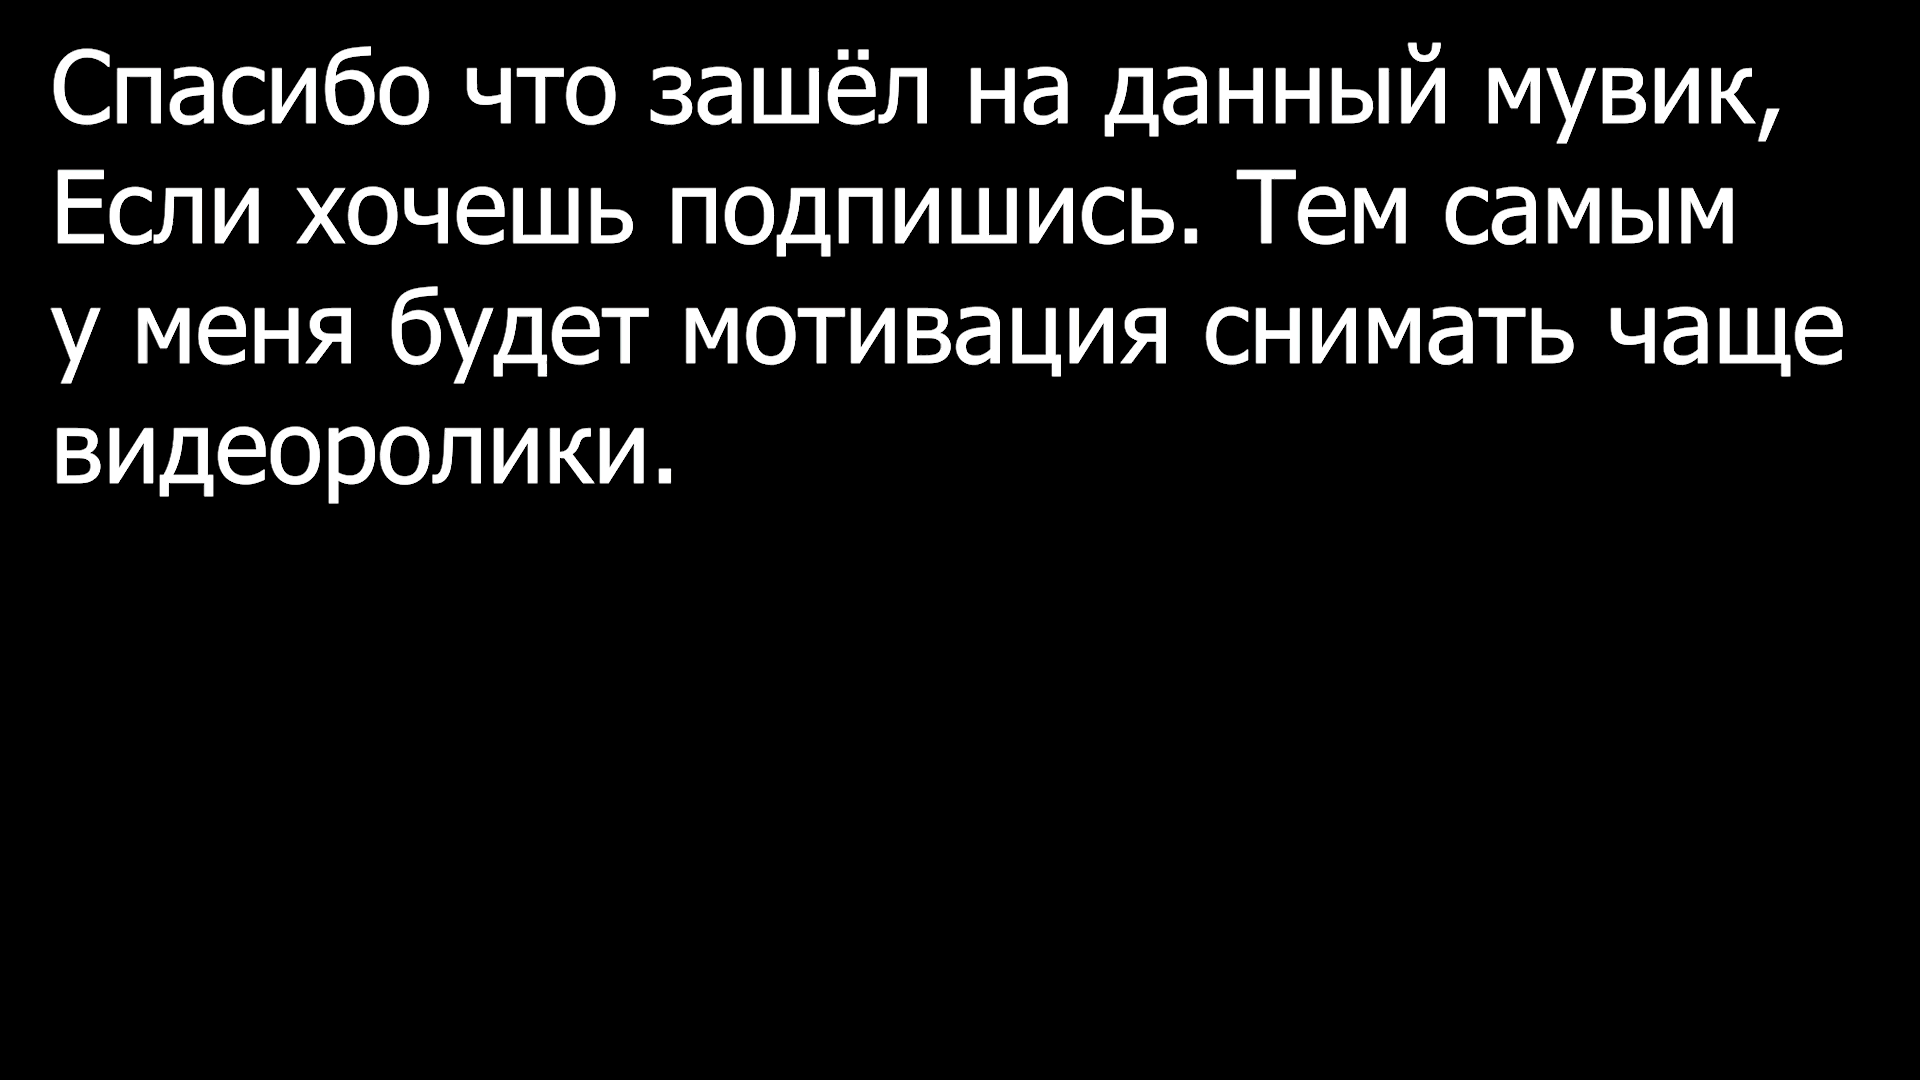 Спасибо что зашёл на данный мувик,
Если хочешь подпишись. Тем самым
у меня будет мотивация снимать чаще
видеоролики.